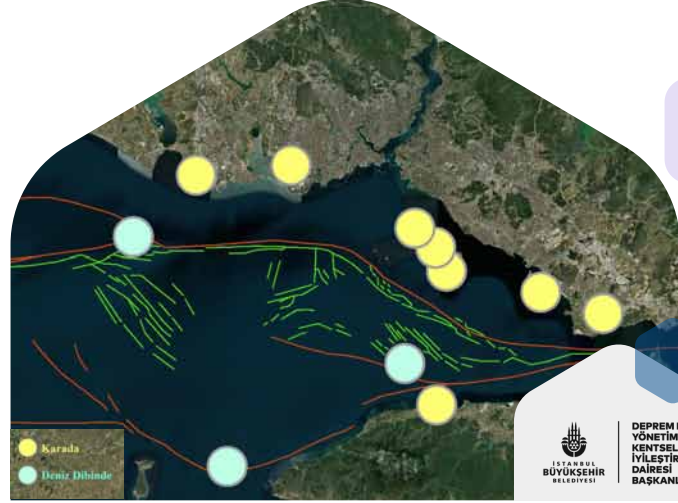 Karada
Deniz Dibinde
İSTANBUL
BÜYÜKŞEHİR
BELEDİYESİ
DEPREM
YÖNETİM
KENTSEL
İYİLEŞTİR
DAİRESİ
BAŞKANL